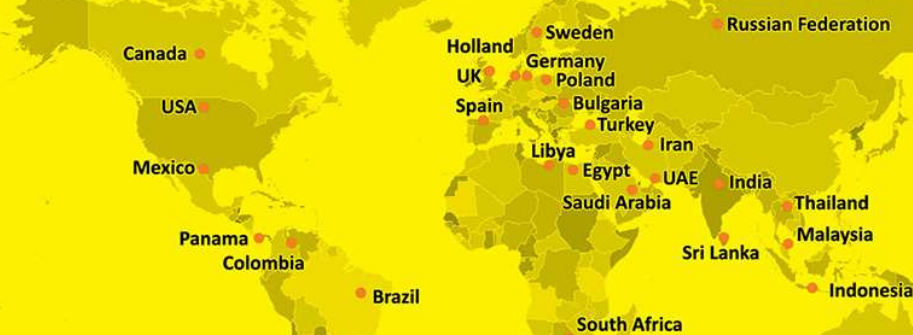 Russian Federation
Sweden
Holland
Canada
Germany
UK
Poland
USA
Spain
Bulgaria
Turkey
Iran
Libya
Mexico
Egypt
UAE
India
Saudi Arabia
Thailand
Panama
Malaysia
Sri Lanka
Colombia
Indonesia
Brazil
South Africa